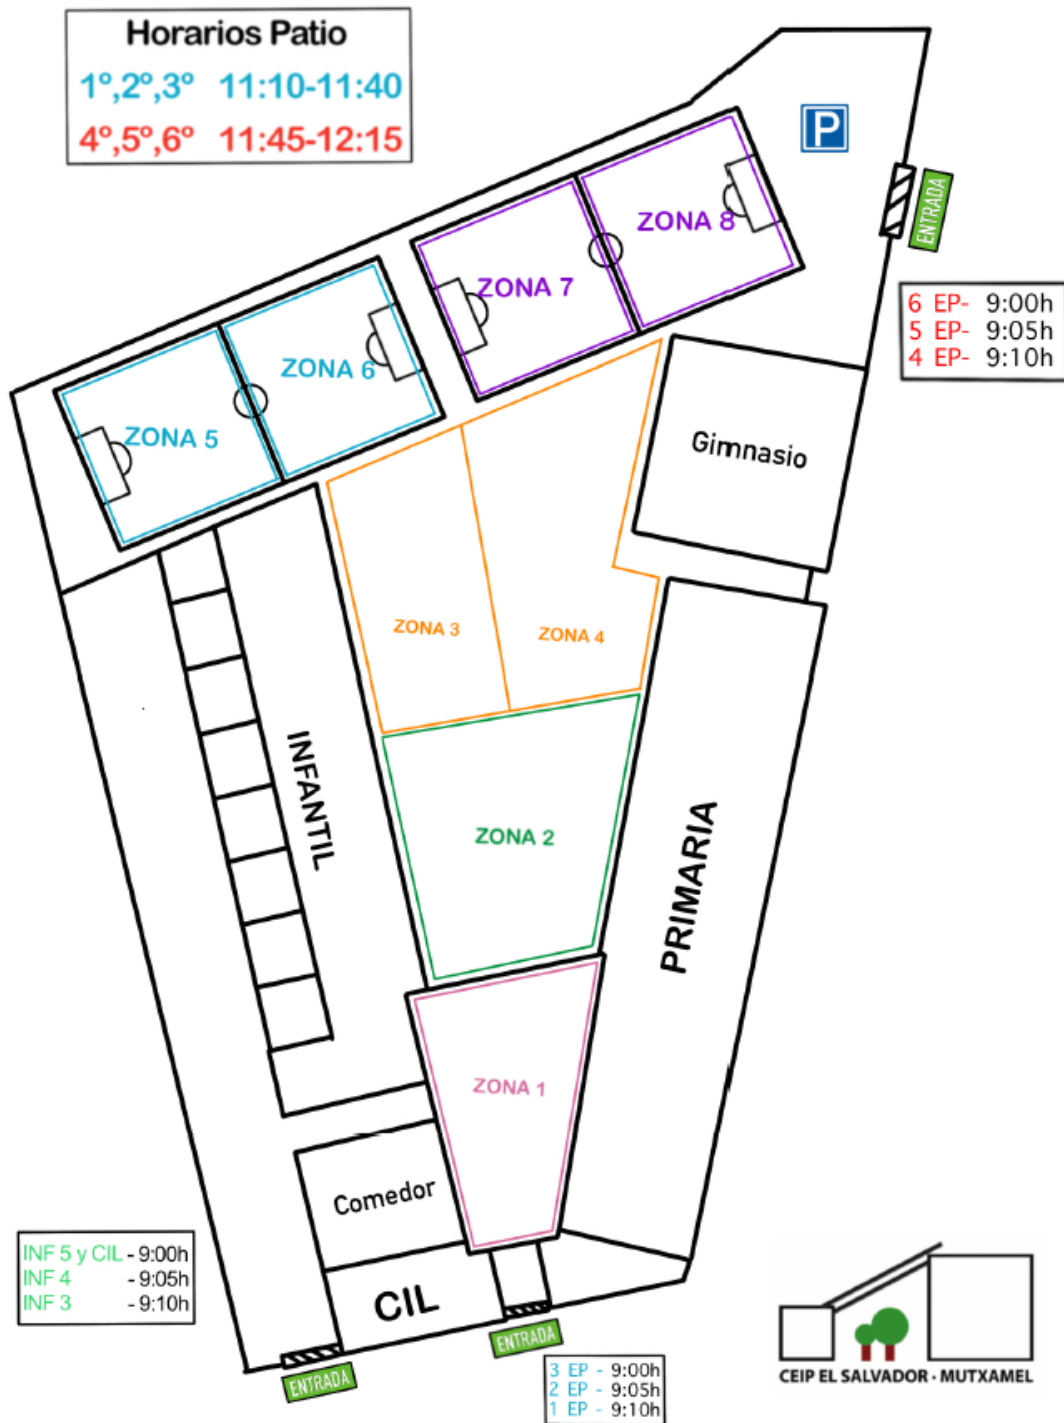 Horarios Patio
1º,2º,3º 11:10-11:40
4º,5º,6º 11:45-12:15
P
ENTRADA
ZONA 8
ZONA 7
6 EP- 9:00h
5 EP- 9:05h
4 EP- 9:10h
ZONA 6
ZONA 5
Gimnasio
ZONA 3
ZONA 4
INFANTIL
ZONA 2
PRIMARIA
ZONA 1
Comedor
INF 5 y CIL - 9:00h
INF 4 - 9:05h
INF 3 - 9:10h
CIL
ENTRADA
ENTRADA
3 EP - 9:00h
2 EP - 9:05h
1 EP - 9:10h
CEIP EL SALVADOR · MUTXAMEL